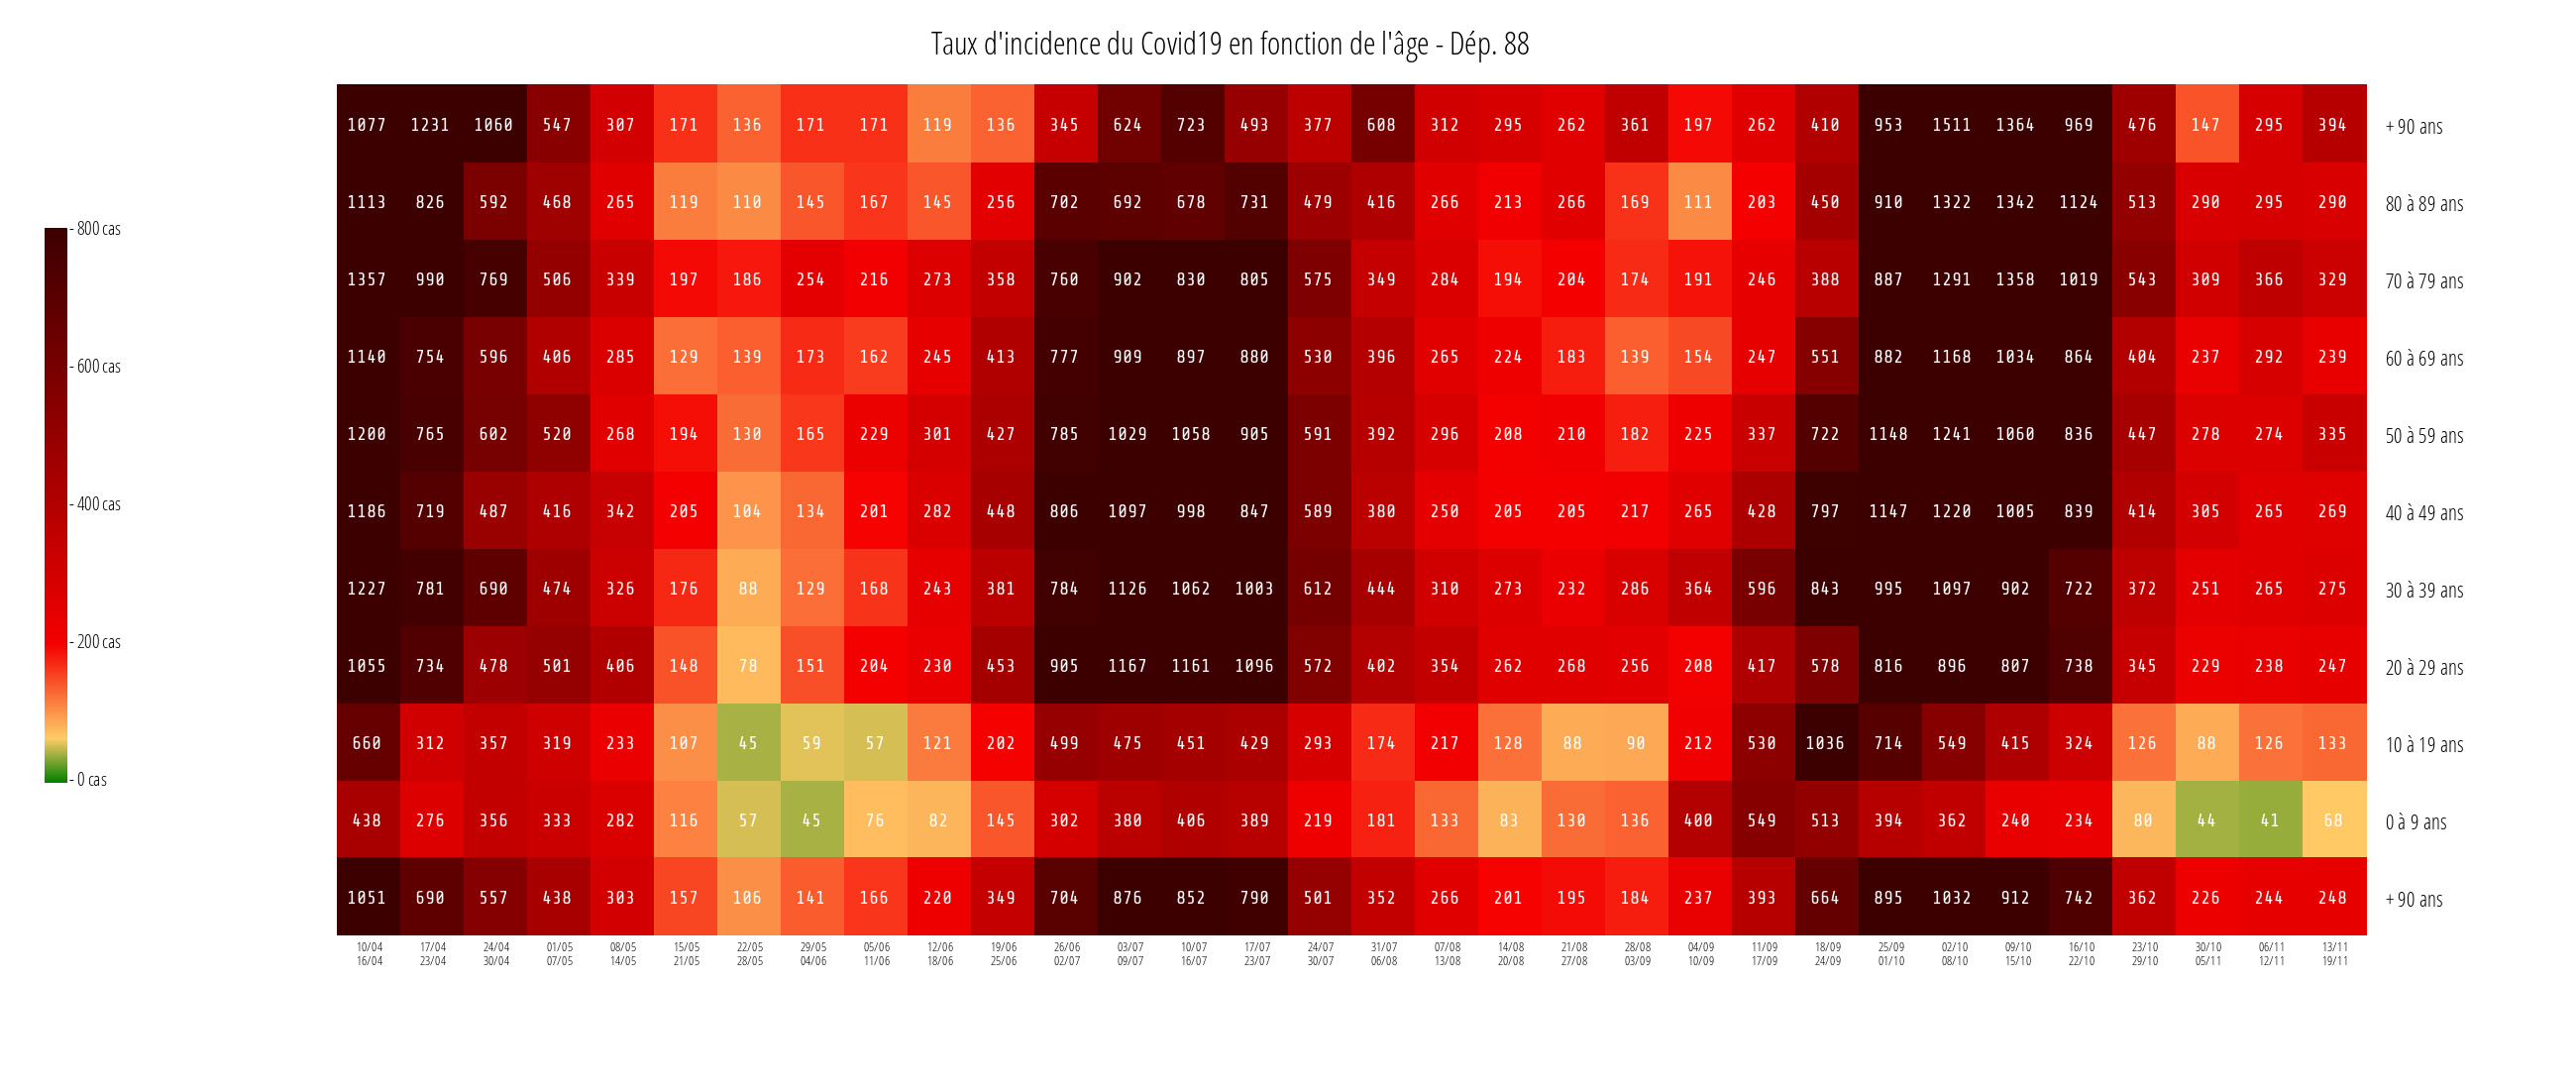 Taux d'incidence du Covid19 en fonction de l'âge - Dép. 88
- 800 cas
- 600 cas
- 400 cas
- 200 cas
- 0 cas
1077 1231 1060 547 307 171 136 171 171 119 136 345 624 723 493 377 608 312 295 262 361 197 262 410 953 1511 1364 969 476 147 295 394 + 90 ans
1113 826 592 468 265 119 110 145 167 145 256 702 692 678 731 479 416 266 213 266 169 111 203 450 910 1322 1342 1124 513 290 295 290 80 à 89 ans
1357 990 769 506 339 197 186 254 216 273 358 760 902 830 805 575 349 284 194 204 174 191 246 388 887 1291 1358 1019 543 309 366 329 70 à 79 ans
1140 754 596 406 285 129 139 173 162 245 413 777 909 897 880 530 396 265 224 183 139 154 247 551 882 1168 1034 864 404 237 292 239 60 à 69 ans
1200 765 602 520 268 194 130 165 229 301 427 785 1029 1058 905 591 392 296 208 210 182 225 337 722 1148 1241 1060 836 447 278 274 335 50 à 59 ans
1186 719 487 416 342 205 104 134 201 282 448 806 1097 998 847 589 380 250 205 205 217 265 428 797 1147 1220 1005 839 414 305 265 269 40 à 49 ans
1227 781 690 474 326 176 88 129 168 243 381 784 1126 1062 1003 612 444 310 273 232 286 364 596 843 995 1097 902 722 372 251 265 275 30 à 39 ans
1055 734 478 501 406 148 78 151 204 230 453 905 1167 1161 1096 572 402 354 262 268 256 208 417 578 816 896 807 738 345 229 238 247 20 à 29 ans
660 312 357 319 233 107 45 59 57 121 202 499 475 451 429 293 174 217 128 88 90 212 530 1036 714 549 415 324 126 88 126 133 10 à 19 ans
438 276 356 333 282 116 57 45 76 82 145 302 380 406 389 219 181 133 83 130 136 400 549 513 394 362 240 234 80 44 41 68 0 à 9 ans
1051 690 557 438 303 157 106 141 166 220 349 704 876 852 790 501 352 266 201 195 184 237 393 664 895 1032 912 742 362 226 244 248 + 90 ans
10/04 17/04 24/04 01/05 08/05 15/05 22/05 29/05 05/06 12/06 19/06 26/06 03/07 10/07 17/07 24/07 31/07 07/08 14/08 21/08 28/08 04/09 11/09 18/09 25/09 02/10 09/10 16/10 23/10 30/10 06/11 13/11
16/04 23/04 30/04 07/05 14/05 21/05 28/05 04/06 11/06 18/06 25/06 02/07 09/07 16/07 23/07 30/07 06/08 13/08 20/08 27/08 03/09 10/09 17/09 24/09 01/10 08/10 15/10 22/10 29/10 05/11 12/11 19/11